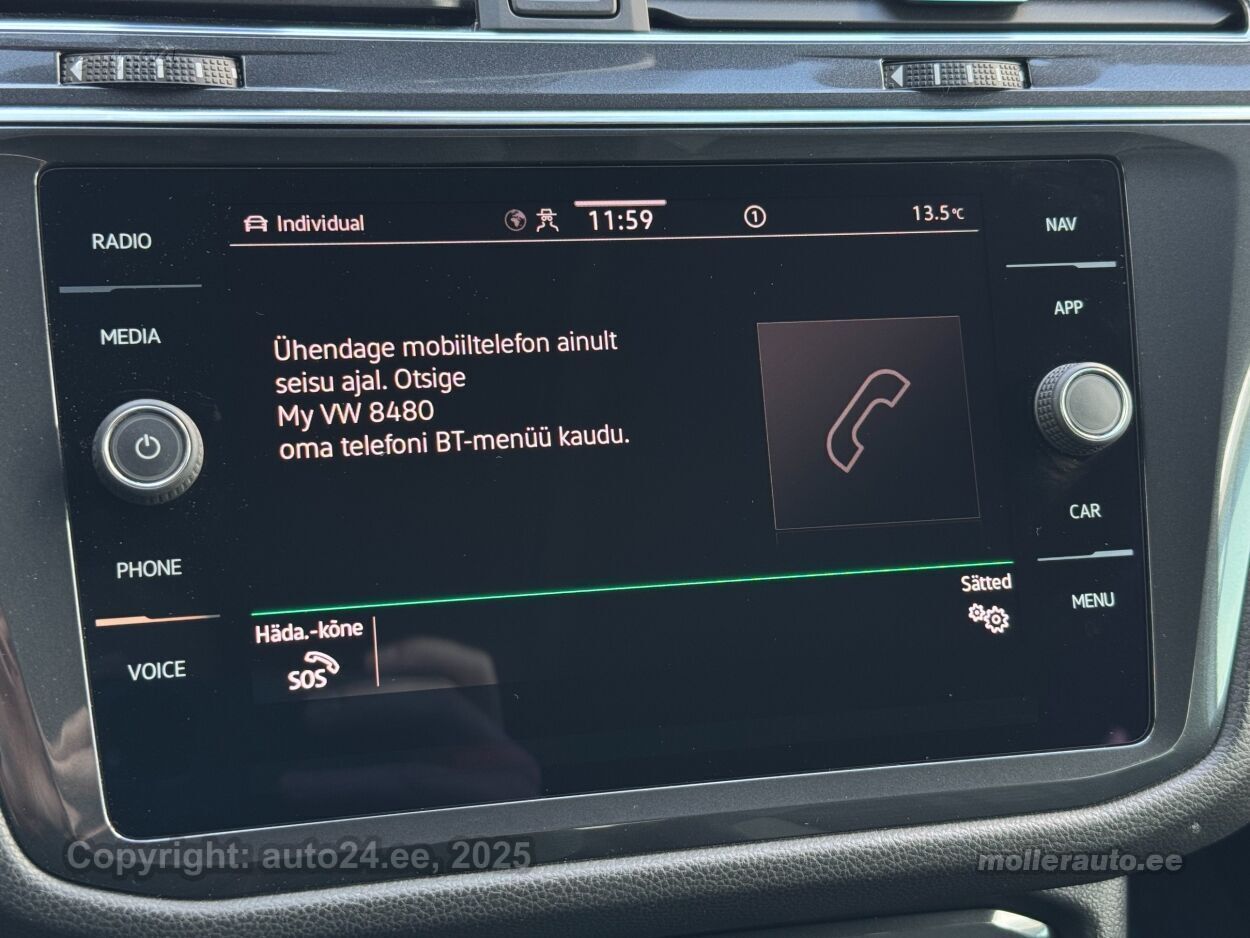 RADIO
MEDIA
PHONE
VOICE
Individual
11:59
1
13.5°C
Ühendage mobiiltelefon ainult
seisu ajal. Otsige
My VW 8480
oma telefoni BT-menüü kaudu.
Häda.-kõne
SOS
Sätted
NAV
APP
CAR
MENU
Copyright: auto24.ee, 2025
mollerauto.ee